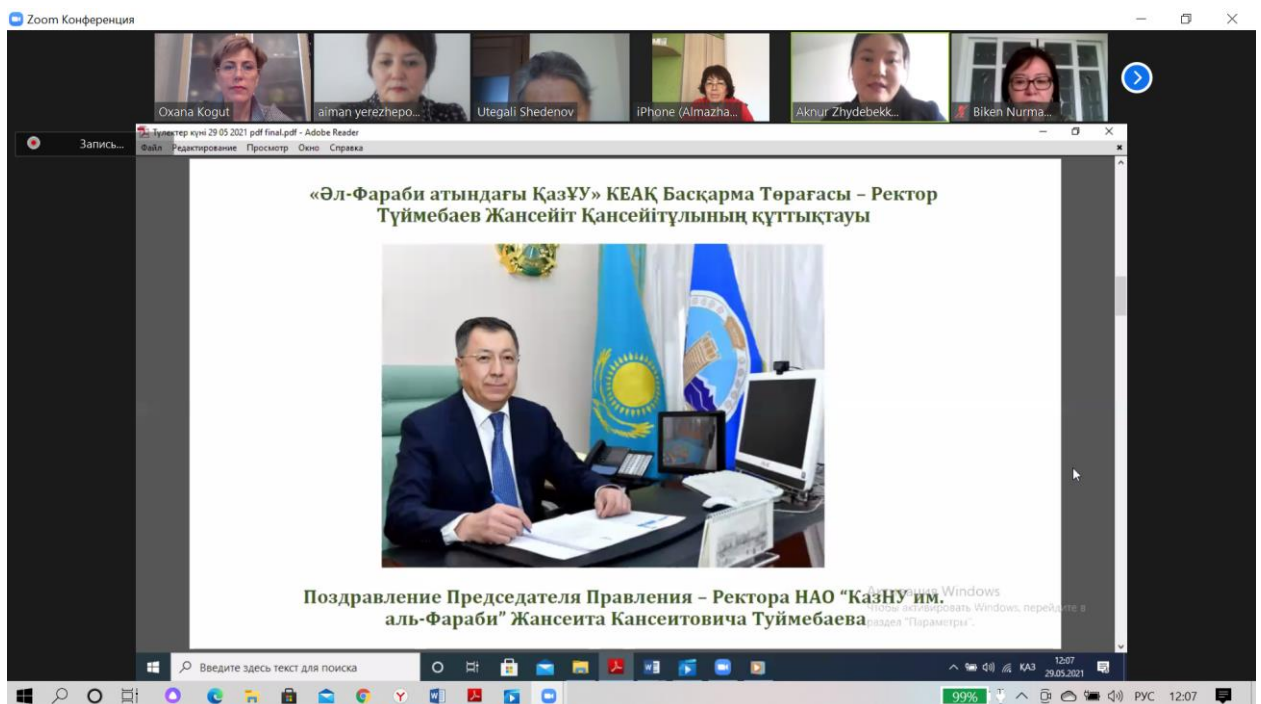 Zoom Конференция
Oxana Kogut
aiman yerezhepo...
Utegali Shedenov
iPhone (Almazha...
Aknur Zhydebekk...
Biken Nurma...
Запись...
Түлектер күні 29 05 2021 pdf final.pdf - Adobe Reader
Файл Редактирование Просмотр Окно Справка
«Әл-Фараби атындағы ҚазҰУ» КЕАҚ Басқарма Төрағасы – Ректор
Түймебаев Жансейіт Қансейітұлының құттықтауы
Поздравление Председателя Правления – Ректора НАО “КазНУ им.
аль-Фараби” Жансеита Кансеитовича Туймебаева
Активация Windows
Чтобы активировать Windows, перейдите в
раздел "Параметры".
Введите здесь текст для поиска
ҚАЗ
12:07
29.05.2021
99%
РУС
12:07